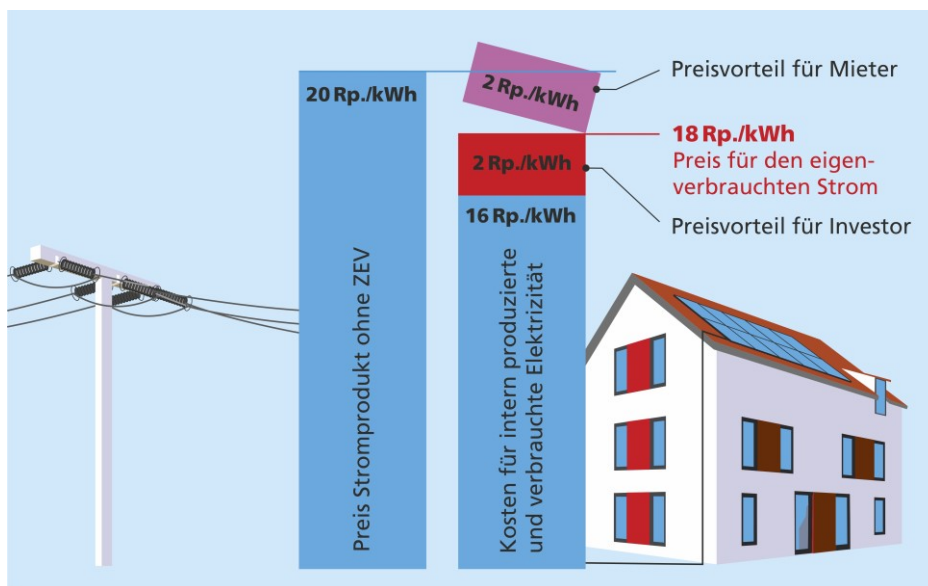 20 Rp./kWh
Preis Stromprodukt ohne ZEV
2 Rp./kWh
2 Rp./kWh
16 Rp./kWh
Kosten für intern produzierte
und verbrauchte Elektrizität
Preisvorteil für Mieter
18 Rp./kWh
Preis für den eigen-
verbrauchten Strom
Preisvorteil für Investor